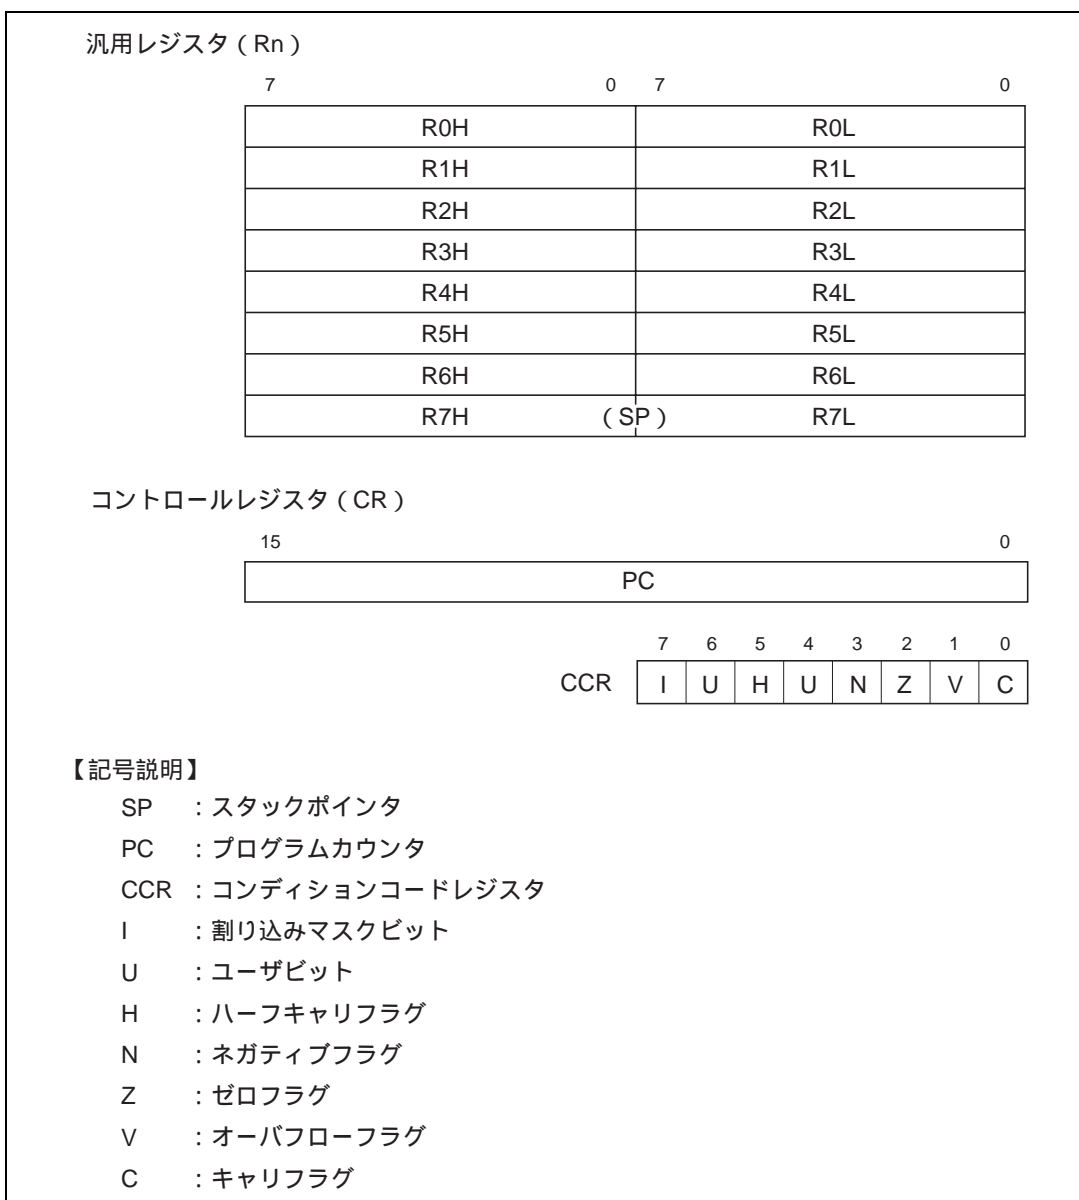 汎用レジスタ（Rn）
7 0 7 0
R0H R0L
R1H R1L
R2H R2L
R3H R3L
R4H R4L
R5H R5L
R6H R6L
R7H （SP） R7L
コントロールレジスタ（CR）
15 0
PC
7 6 5 4 3 2 1 0
CCR I U H U N Z V C
【記号説明】
SP ：スタックポインタ
PC ：プログラムカウンタ
CCR ：コンディションコードレジスタ
I ：割り込みマスクビット
U ：ユーザビット
H ：ハーフキャリフラグ
N ：ネガティブフラグ
Z ：ゼロフラグ
V ：オーバフローフラグ
C ：キャリフラグ